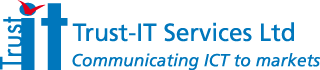 Trust it
Trust-IT Services Ltd
Communicating ICT to markets